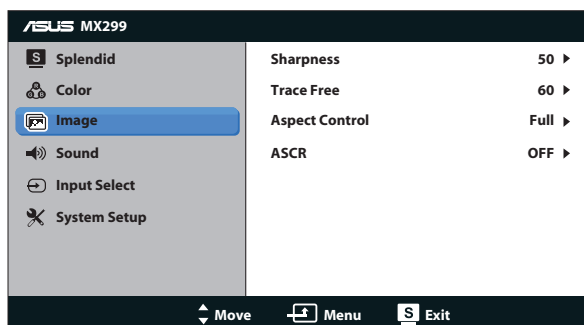 ASUS MX299
S Splendid
Color
Image
Sound
Input Select
System Setup
Sharpness 50
Trace Free 60
Aspect Control Full
ASCR OFF
Move Menu S Exit